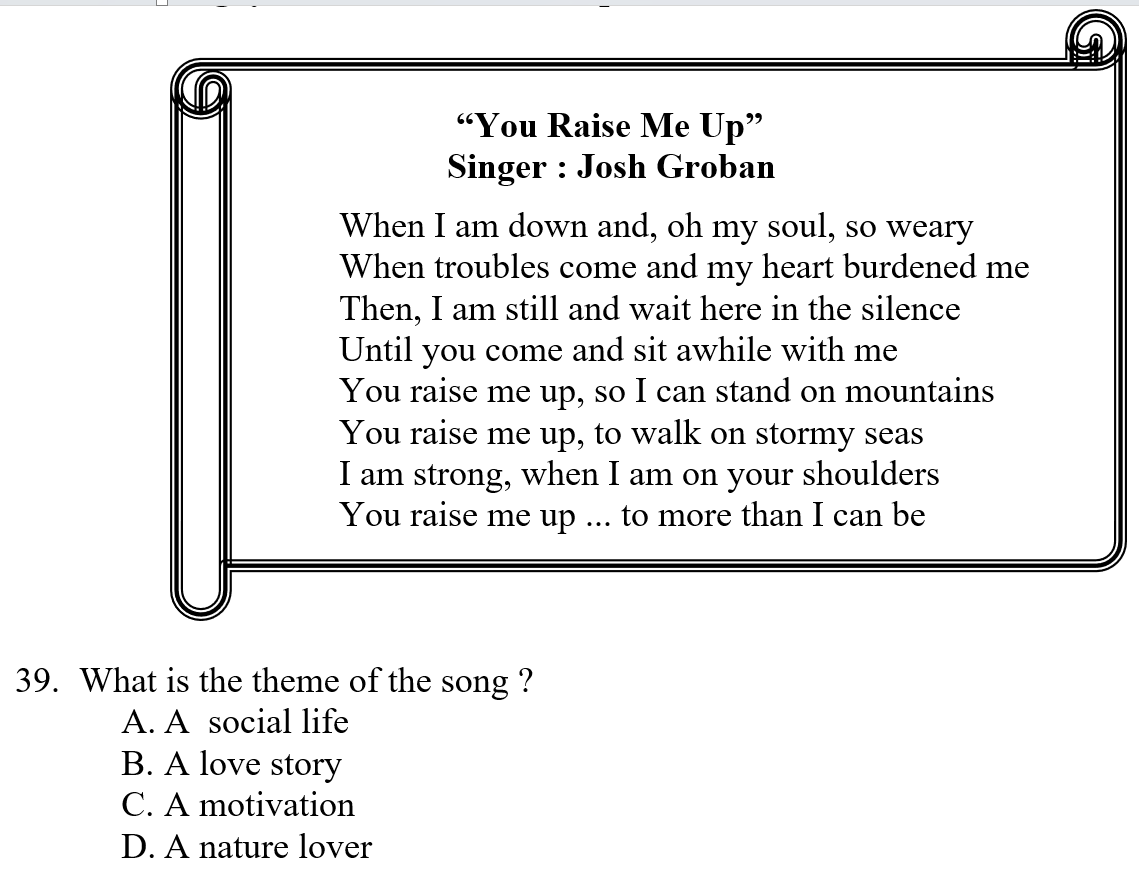 “You Raise Me Up”
Singer : Josh Groban
When I am down and, oh my soul, so weary
When troubles come and my heart burdened me
Then, I am still and wait here in the silence
Until you come and sit awhile with me
You raise me up, so I can stand on mountains
You raise me up, to walk on stormy seas
I am strong, when I am on your shoulders
You raise me up ... to more than I can be
39. What is the theme of the song ?
A. A social life
B. A love story
C. A motivation
D. A nature lover